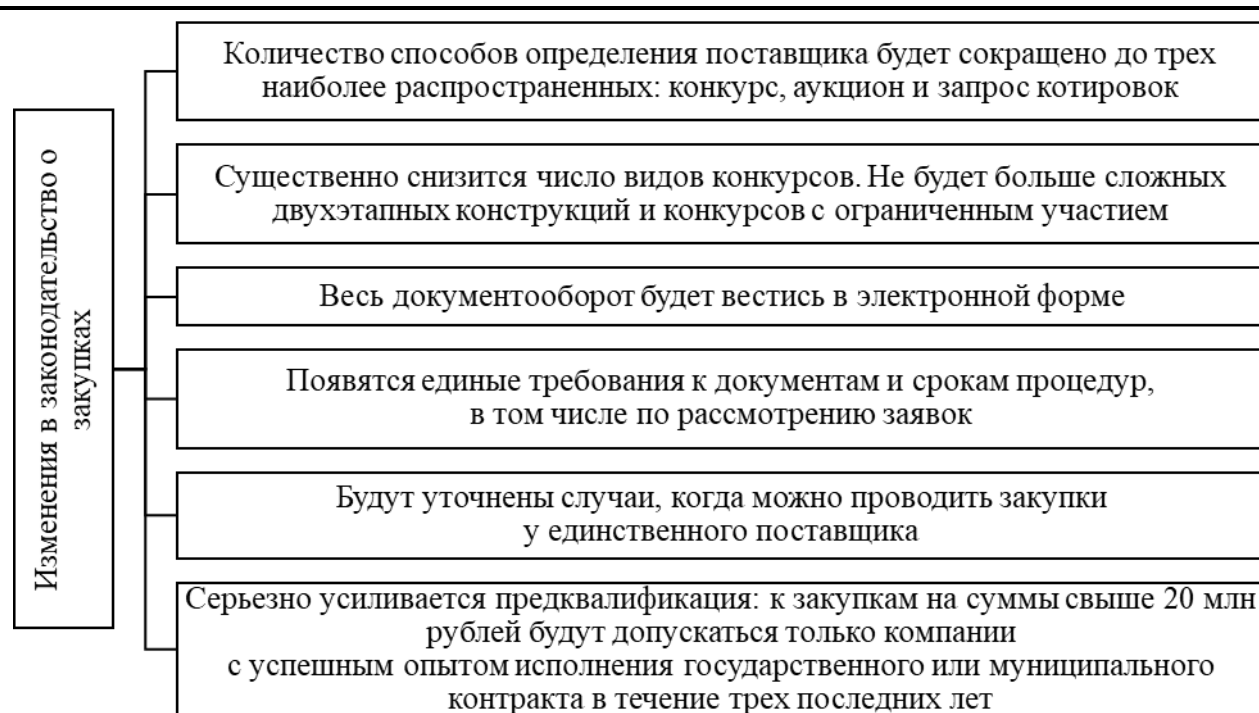 Изменения в законодательство о
закупках
Количество способов определения поставщика будет сокращено до трех
наиболее распространенных: конкурс, аукцион и запрос котировок
Существенно снизится число видов конкурсов. Не будет больше сложных
двухэтапных конструкций и конкурсов с ограниченным участием
Весь документооборот будет вестись в электронной форме
Появятся единые требования к документам и срокам процедур,
в том числе по рассмотрению заявок
Будут уточнены случаи, когда можно проводить закупки
у единственного поставщика
Серьезно усиливается предквалификация: к закупкам на суммы свыше 20 млн
рублей будут допускаться только компании
с успешным опытом исполнения государственного или муниципального
контракта в течение трех последних лет